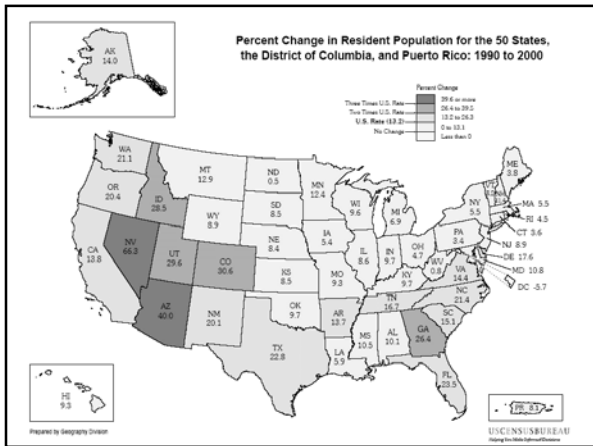 Percent Change in Resident Population for the 50 States,
the District of Columbia, and Puerto Rico: 1990 to 2000
Percent Change
Three Times U.S. Rate
39.6 or more
Two Times U.S. Rate
26.4 to 39.5
U.S. Rate (13.2)
13.2 to 26.3
No Change
0 to 13.1
Less than 0
AK
14.0
WA
21.1
OR
20.4
CA
13.8
ID
28.5
NV
66.3
AZ
40.0
UT
29.6
MT
12.9
WY
8.9
CO
30.6
NM
20.1
ND
0.5
SD
8.5
NE
8.4
KS
8.5
OK
9.7
TX
22.8
MN
12.4
IA
5.4
MO
9.3
AR
13.7
LA
5.9
WI
9.6
IL
8.6
MI
6.9
IN
9.7
OH
4.7
KY
9.7
TN
16.7
MS
10.5
AL
10.1
GA
26.4
FL
23.5
SC
15.1
NC
21.4
VA
14.4
WV
0.8
PA
3.4
NY
5.5
VT
ME
3.8
MA 5.5
RI 4.5
CT 3.6
NJ 8.9
DE 17.6
MD 10.8
DC -5.7
HI
9.3
PR 8.1
Prepared by Geography Division
USCENSUSBUREAU
Helping You Make Informed Decisions